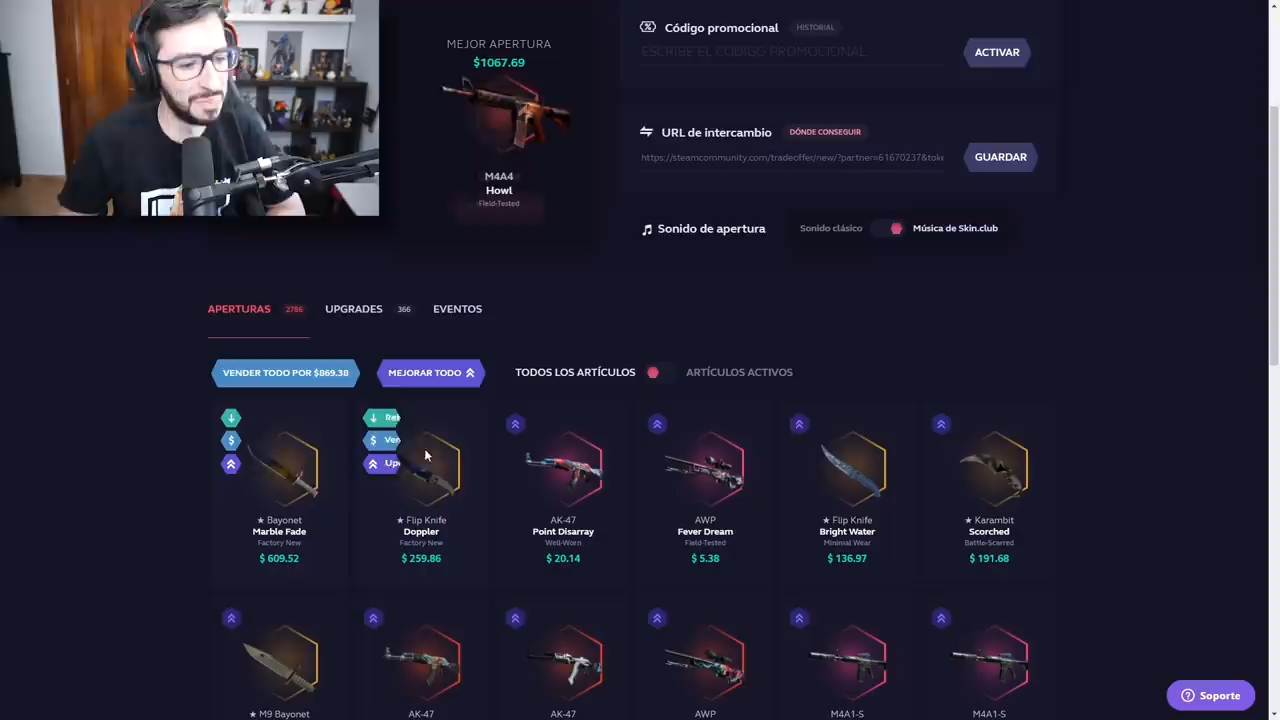 MEJOR APERTURA
$1067.69
M4A4
Howl
Field-Tested
Código promocional
HISTORIAL
ESCRIBE EL CÓDIGO PROMOCIONAL
ACTIVAR
URL de intercambio
DÓNDE CONSEGUIR
https://steamcommunity.com/tradeoffer/new/?partner=61670237&toke
GUARDAR
Sonido de apertura
Sonido clásico
Música de Skin.club
APERTURAS 2786
UPGRADES 366
EVENTOS
VENDER TODO POR $869.38
MEJORAR TODO
TODOS LOS ARTÍCULOS
ARTÍCULOS ACTIVOS
$
★ Bayonet
Marble Fade
Factory New
$ 609.52
Ret
$ Ven
Upg
★ Flip Knife
Doppler
Factory New
$ 259.86
AK-47
Point Disarray
Well-Worn
$ 20.14
AWP
Fever Dream
Field-Tested
$ 5.38
★ Flip Knife
Bright Water
Minimal Wear
$ 136.97
★ Karambit
Scorched
Battle-Scarred
$ 191.68
★ M9 Bayonet
AK-47
AK-47
AWP
M4A1-S
M4A1-S
Soporte